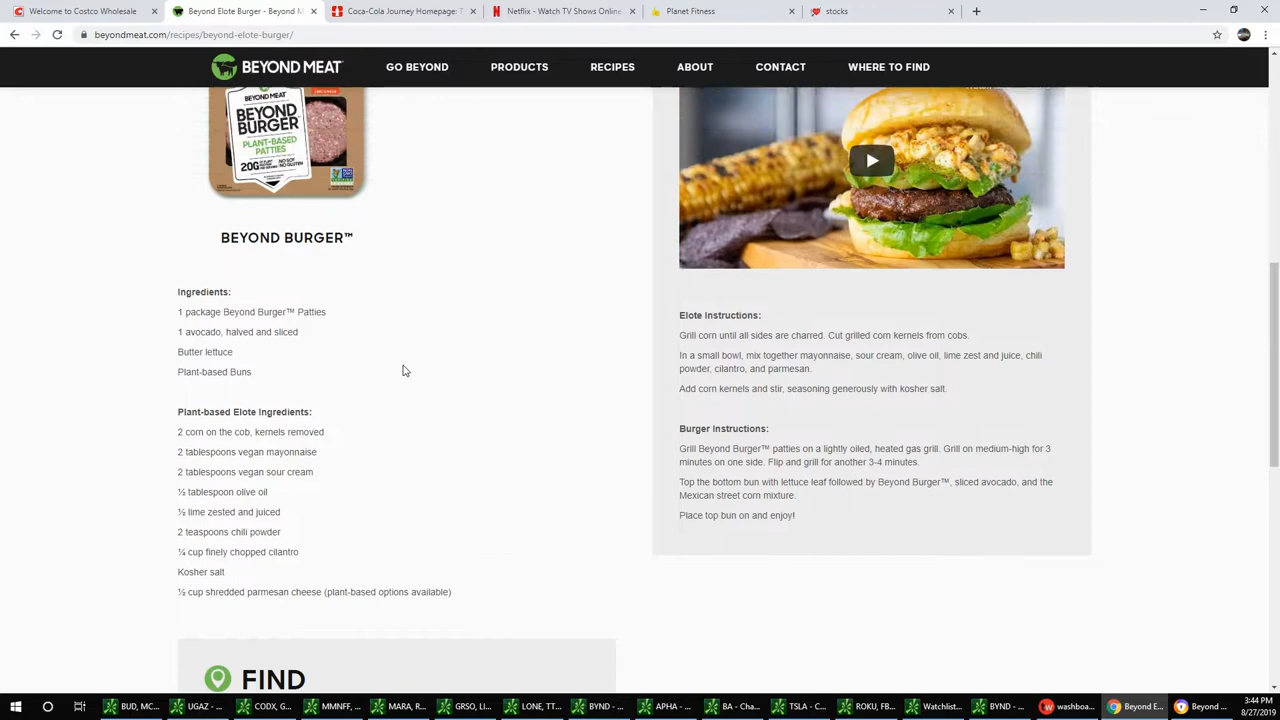 Welcome to Costco Wholesale
Beyond Elote Burger - Beyond M
Coca-Cola Journey Homepage: T
Netflix - Watch TV Shows Online
Planet Fitness
stocks
beyondmeat.com/recipes/beyond-elote-burger/
BEYOND MEAT
GO BEYOND
PRODUCTS
RECIPES
ABOUT
CONTACT
WHERE TO FIND
BEYOND MEAT
BEYOND
BURGER
PLANT-BASED
PATTIES
20G
NO SOY
NO GLUTEN
BEYOND BURGER™
Ingredients:
1 package Beyond Burger™ Patties
1 avocado, halved and sliced
Butter lettuce
Plant-based Buns
Plant-based Elote Ingredients:
2 corn on the cob, kernels removed
2 tablespoons vegan mayonnaise
2 tablespoons vegan sour cream
½ tablespoon olive oil
½ lime zested and juiced
2 teaspoons chili powder
¼ cup finely chopped cilantro
Kosher salt
½ cup shredded parmesan cheese (plant-based options available)
FIND
Elote Instructions:
Grill corn until all sides are charred. Cut grilled corn kernels from cobs.
In a small bowl, mix together mayonnaise, sour cream, olive oil, lime zest and juice, chili
powder, cilantro, and parmesan.
Add corn kernels and stir, seasoning generously with kosher salt.
Burger Instructions:
Grill Beyond Burger™ patties on a lightly oiled, heated gas grill. Grill on medium-high for 3
minutes on one side. Flip and grill for another 3-4 minutes.
Top the bottom bun with lettuce leaf followed by Beyond Burger™, sliced avocado, and the
Mexican street corn mixture.
Place top bun on and enjoy!
BUD, MC...
UGAZ - ...
CODX, G...
MMNFF, ...
MARA, R...
GRSO, LI...
LONE, TT...
BYND - ...
APHA - ...
BA - Cha...
TSLA - C...
ROKU, FB...
Watchlist...
BYND - ...
washboa...
Beyond E...
Beyond ...
3:44 PM
8/27/2019